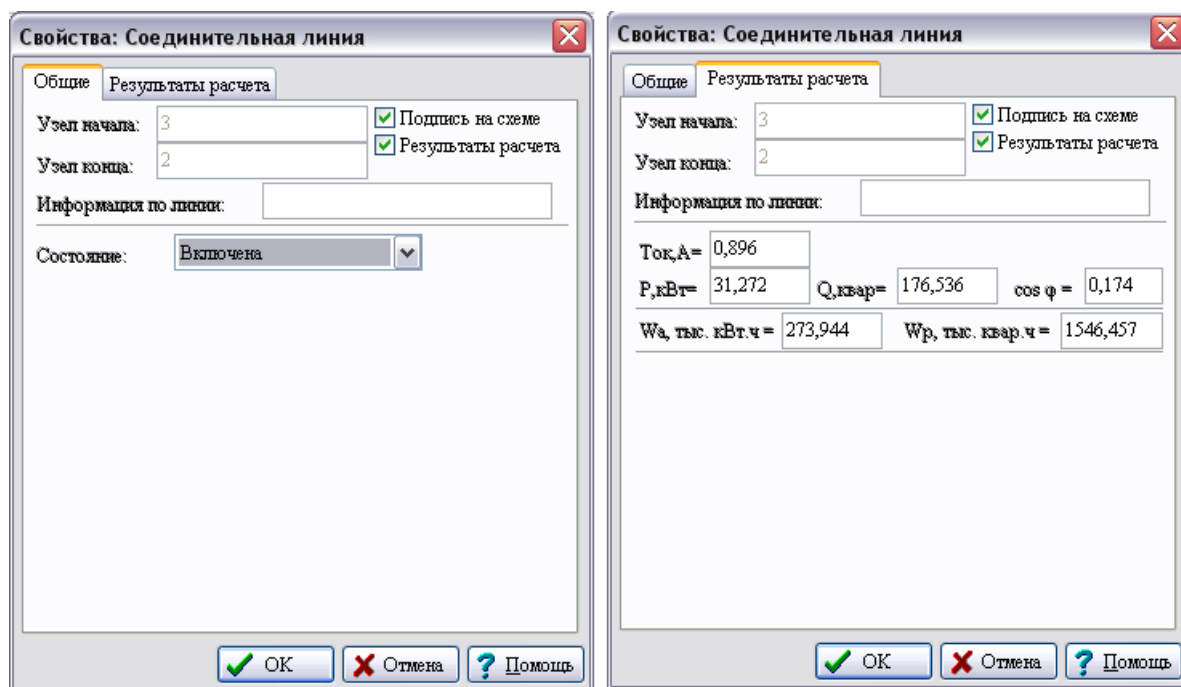 Свойства: Соединительная линия
Общие Результаты расчета
Узел начала: 3 Подпись на схеме
Узел конца: 2 Результаты расчета
Информация по линии:
Состояние: Включена
OK Отмена Помощь
Свойства: Соединительная линия
Общие Результаты расчета
Узел начала: 3 Подпись на схеме
Узел конца: 2 Результаты расчета
Информация по линии:
Ток,А= 0,896
P,кВт= 31,272 Q,квар= 176,536 cos φ = 0,174
Wa, тыс. кВт.ч = 273,944 Wp, тыс. квар.ч = 1546,457
OK Отмена Помощь